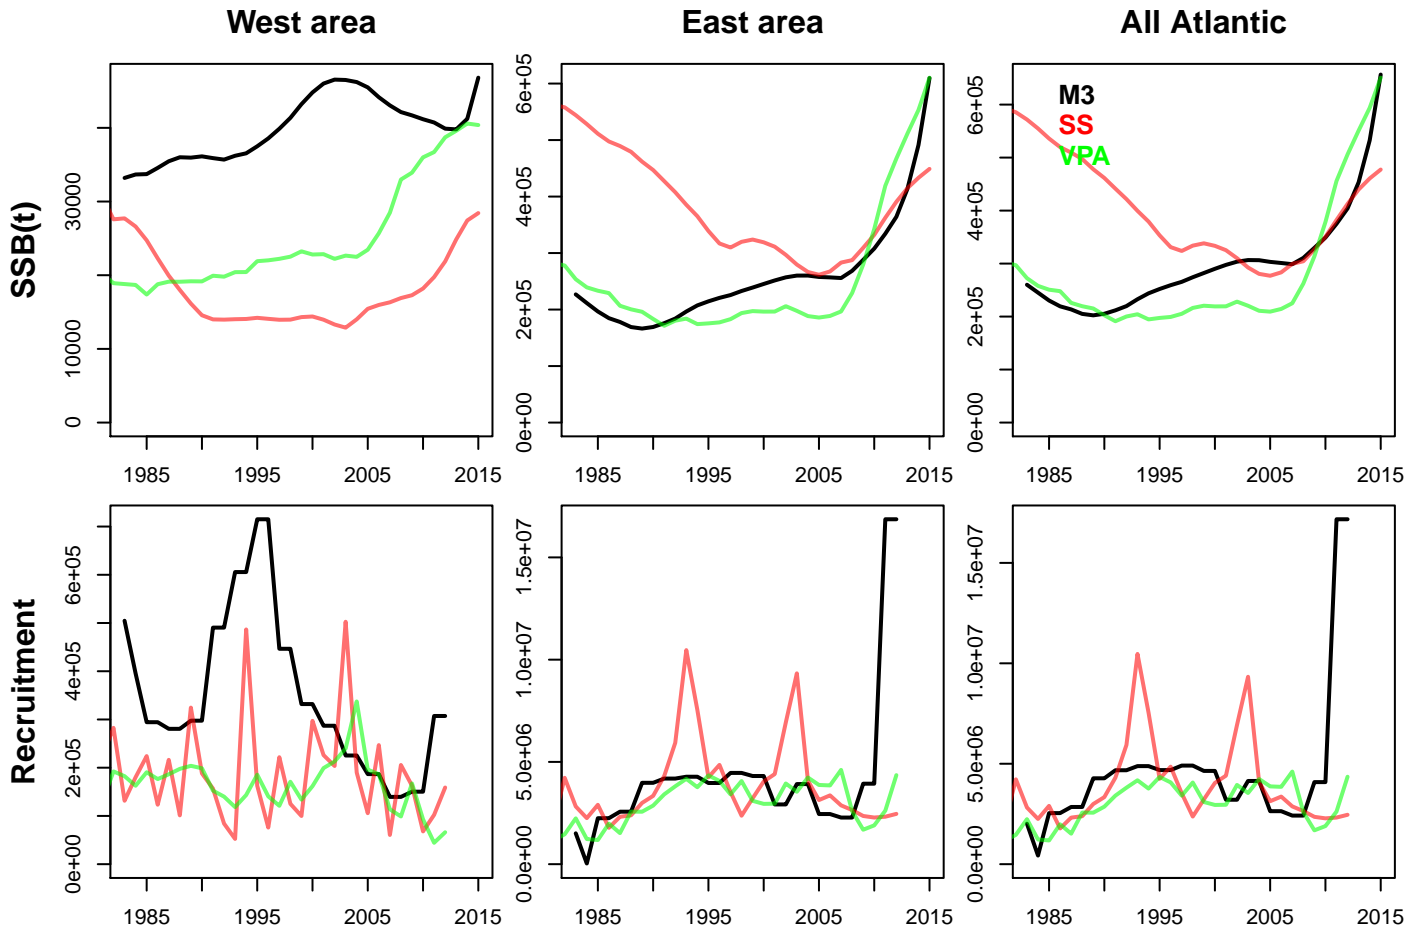 West area
East area
All Atlantic
SSB(t)
0
10000
30000
1985
1995
2005
2015
0e+00
2e+05
4e+05
6e+05
1985
1995
2005
2015
M3
SS
VPA
0e+00
2e+05
4e+05
6e+05
1985
1995
2005
2015
Recruitment
0e+00
2e+05
4e+05
6e+05
1985
1995
2005
2015
0.0e+00
5.0e+06
1.0e+07
1.5e+07
1985
1995
2005
2015
0.0e+00
5.0e+06
1.0e+07
1.5e+07
1985
1995
2005
2015